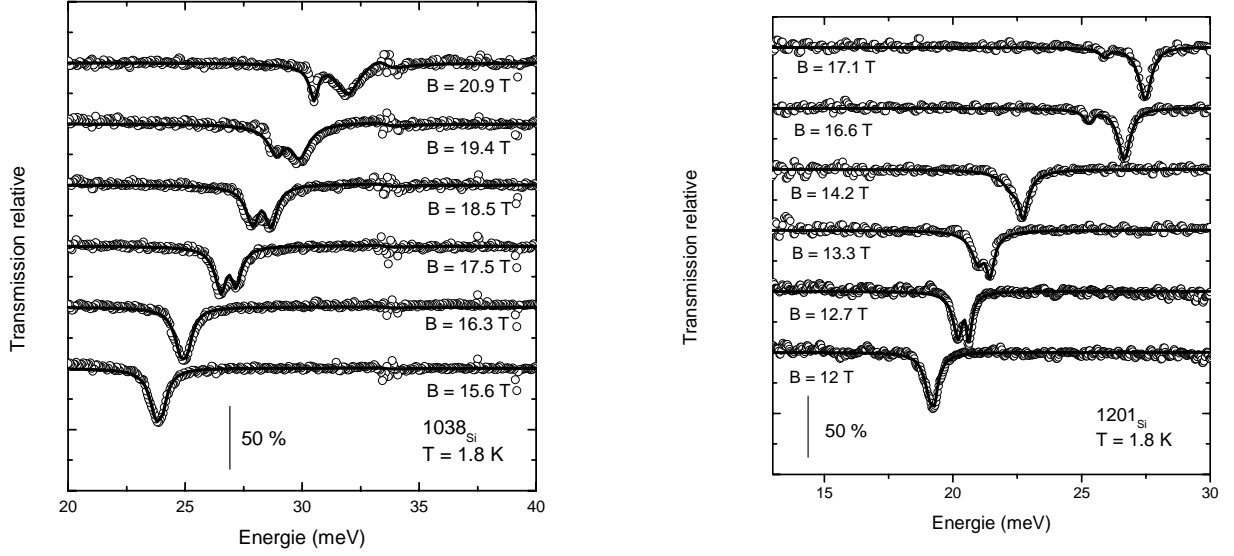 Transmission relative
B = 20.9 T
B = 19.4 T
B = 18.5 T
B = 17.5 T
B = 16.3 T
B = 15.6 T
50 %
1038Si
T = 1.8 K
20 25 30 35 40
Energie (meV)
Transmission relative
B = 17.1 T
B = 16.6 T
B = 14.2 T
B = 13.3 T
B = 12.7 T
B = 12 T
50 %
1201Si
T = 1.8 K
15 20 25 30
Energie (meV)